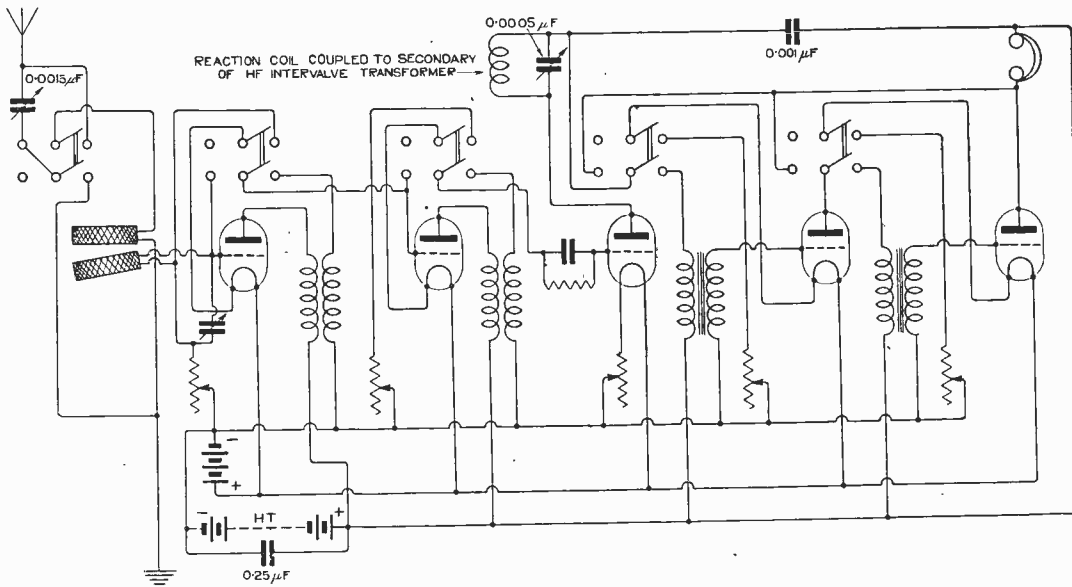 0.0005μF
0.001μF
REACTION COIL COUPLED TO SECONDARY
OF HF INTERVALVE TRANSFORMER
0.0015μF
-
+
- HT +
0.25μF